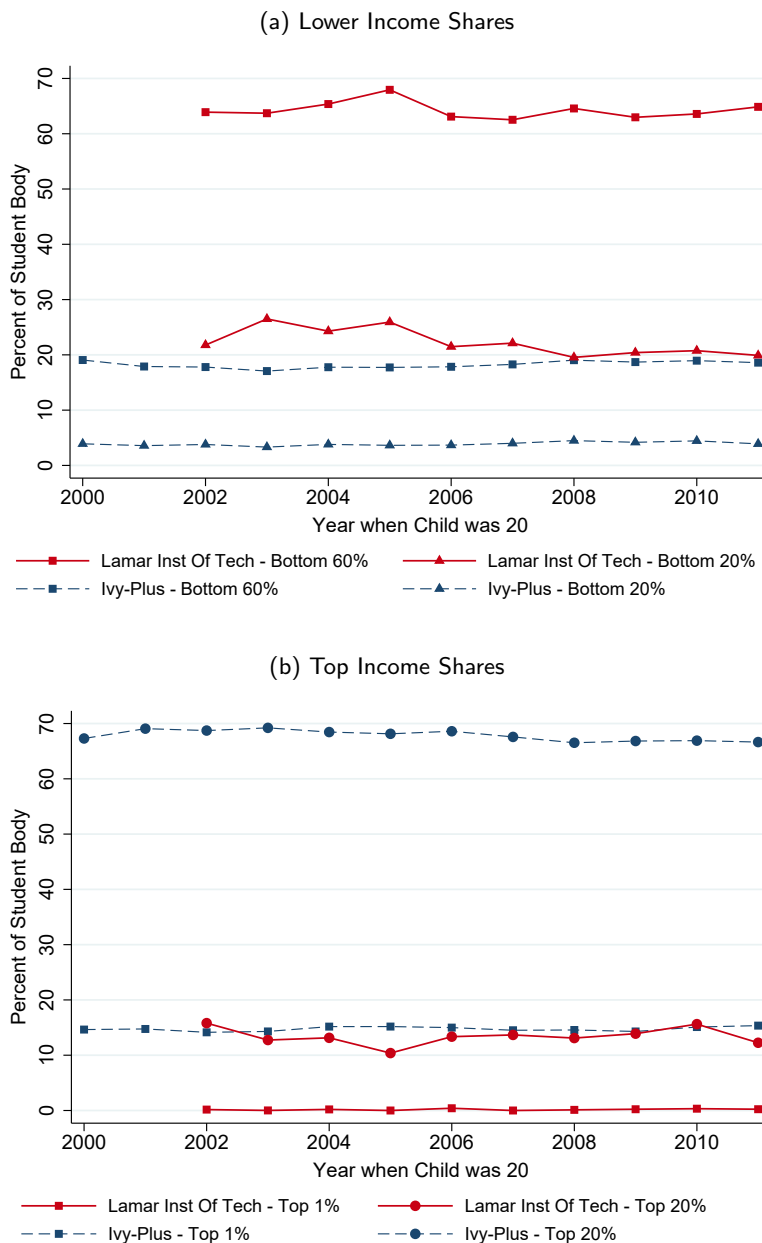 (a) Lower Income Shares
Percent of Student Body
70
60
50
40
30
20
10
0
2000 2002 2004 2006 2008 2010
Year when Child was 20
Lamar Inst Of Tech - Bottom 60% Lamar Inst Of Tech - Bottom 20%
Ivy-Plus - Bottom 60% Ivy-Plus - Bottom 20%
(b) Top Income Shares
Percent of Student Body
70
60
50
40
30
20
10
0
2000 2002 2004 2006 2008 2010
Year when Child was 20
Lamar Inst Of Tech - Top 1% Lamar Inst Of Tech - Top 20%
Ivy-Plus - Top 1% Ivy-Plus - Top 20%